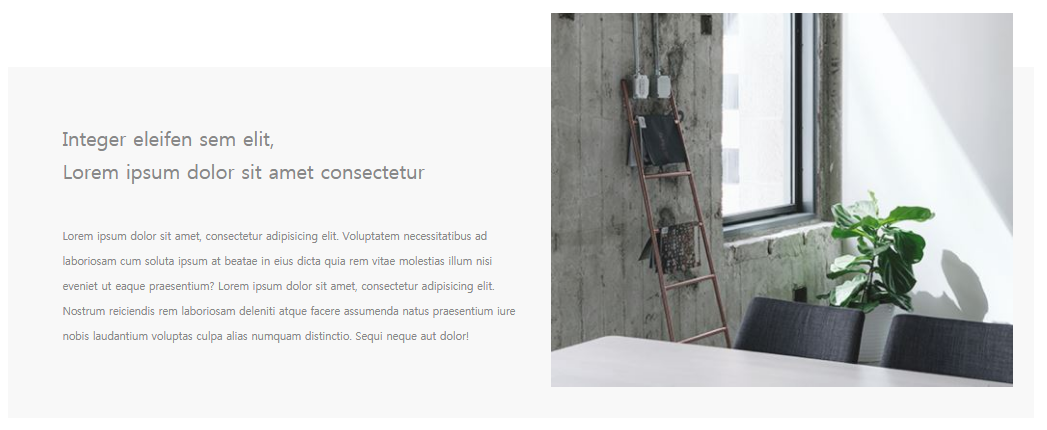 Integer eleifen sem elit,
Lorem ipsum dolor sit amet consectetur
Lorem ipsum dolor sit amet, consectetur adipisicing elit. Voluptatem necessitatibus ad
laboriosam cum soluta ipsum at beatae in eius dicta quia rem vitae molestias illum nisi
eveniet ut eaque praesentium? Lorem ipsum dolor sit amet, consectetur adipisicing elit.
Nostrum reiciendis rem laboriosam deleniti atque facere assumenda natus praesentium iure
nobis laudantium voluptas culpa alias numquam distinctio. Sequi neque aut dolor!